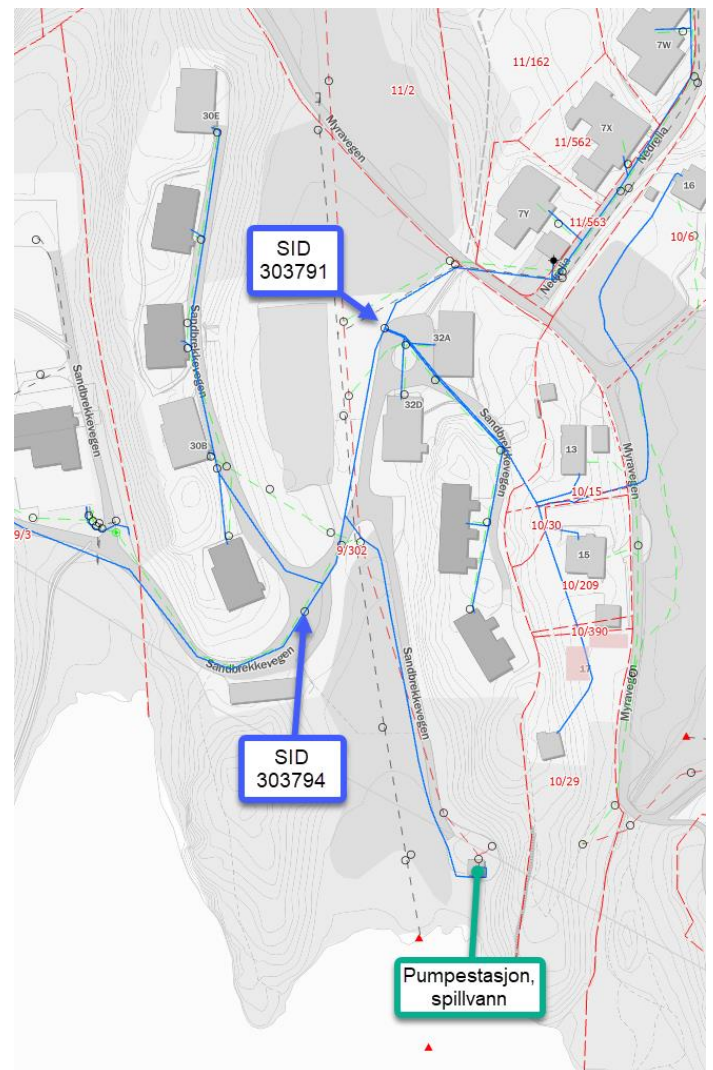 7W
11/162
11/2
30E
Myravegen
7X
11/562
Nedrelia
16
7Y
11/563
10/6
SID
303791
Nedrelia
Sandbrekkevegen
32A
Sandbrekkevegen
32D
Sandbrekkevegen
30B
13
Myravegen
10/15
9/3
10/30
9/302
15
10/209
10/390
Sandbrekkevegen
Sandbrekkevegen
17
Myravegen
SID
303794
10/29
Pumpestasjon,
spillvann